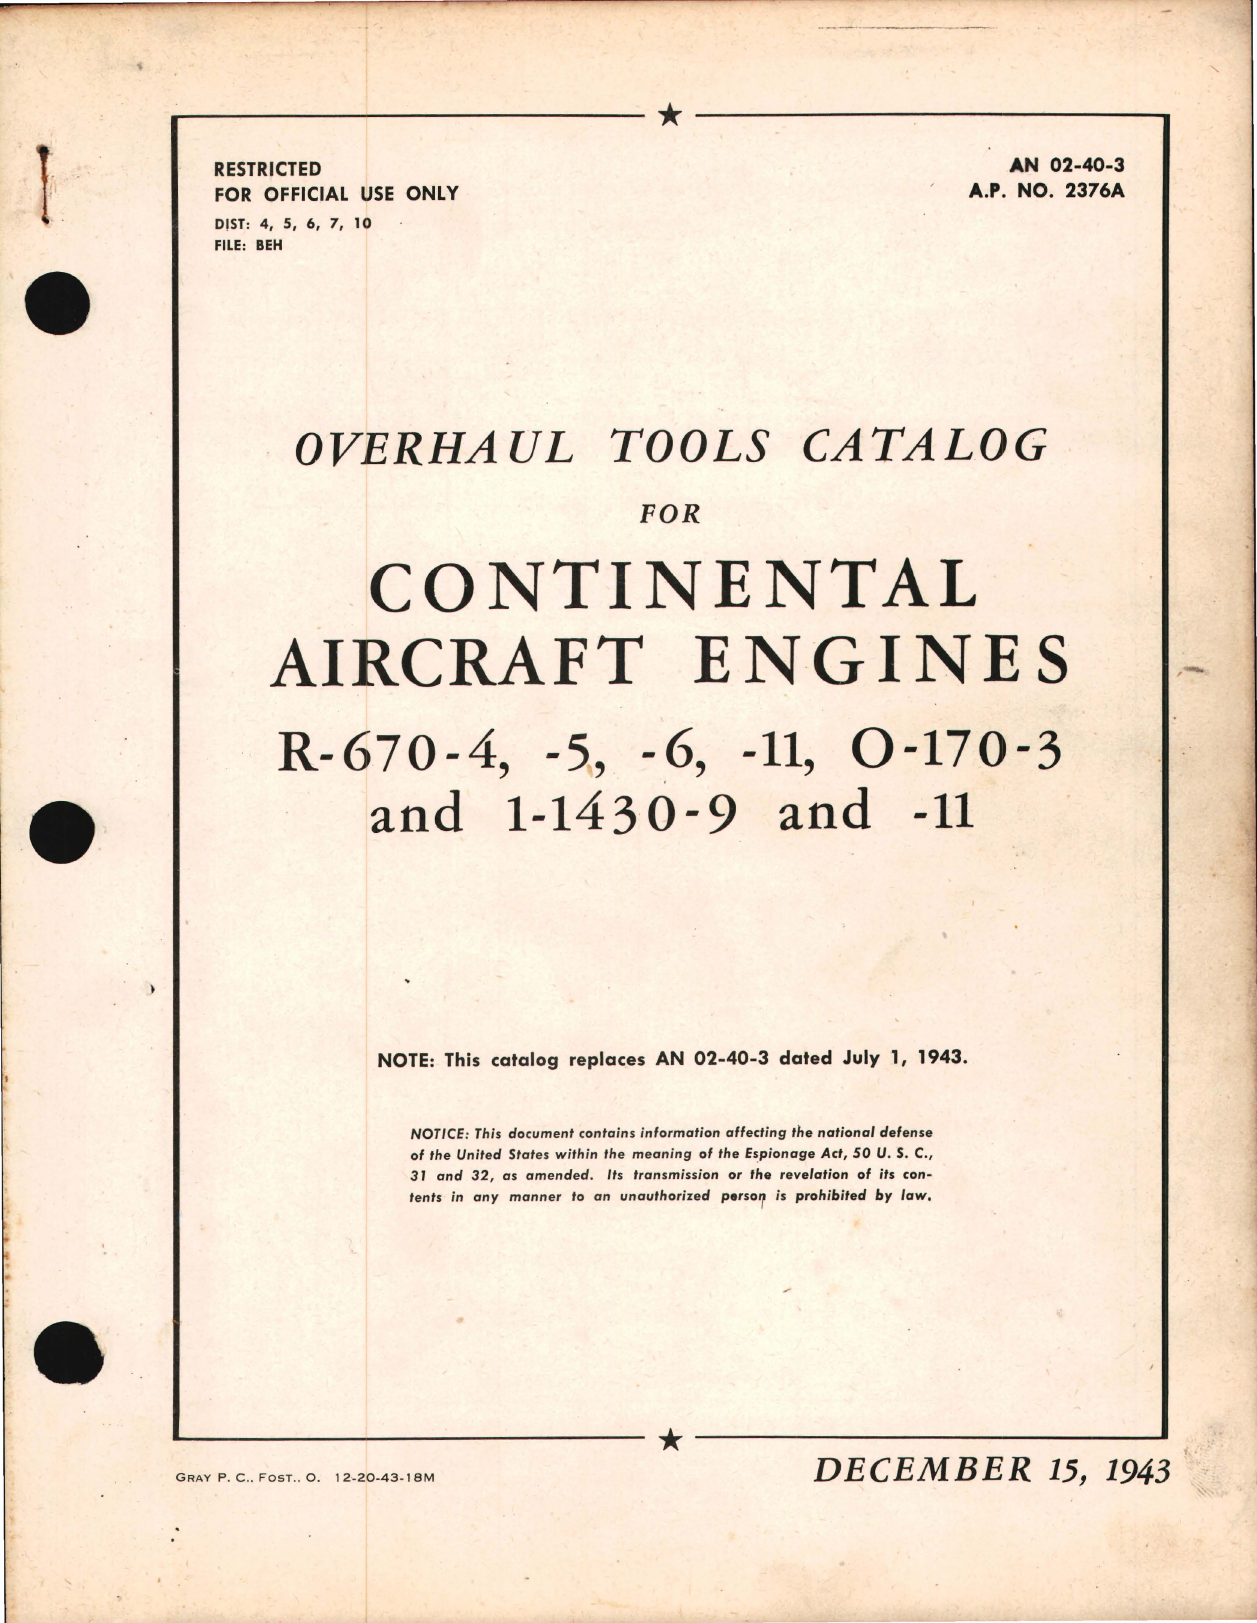 RESTRICTED
FOR OFFICIAL USE ONLY
DIST: 4, 5, 6, 7, 10
FILE: BEH
AN 02-40-3
A.P. NO. 2376A
OVERHAUL TOOLS CATALOG
FOR
CONTINENTAL
AIRCRAFT ENGINES
R-670-4, -5, -6, -11, O-170-3
and 1-1430-9 and -11
NOTE: This catalog replaces AN 02-40-3 dated July 1, 1943.
NOTICE: This document contains information affecting the national defense
of the United States within the meaning of the Espionage Act, 50 U. S. C.,
31 and 32, as amended. Its transmission or the revelation of its con-
tents in any manner to an unauthorized person is prohibited by law.
GRAY P. C., FOST., O. 12-20-43-18M
DECEMBER 15, 1943